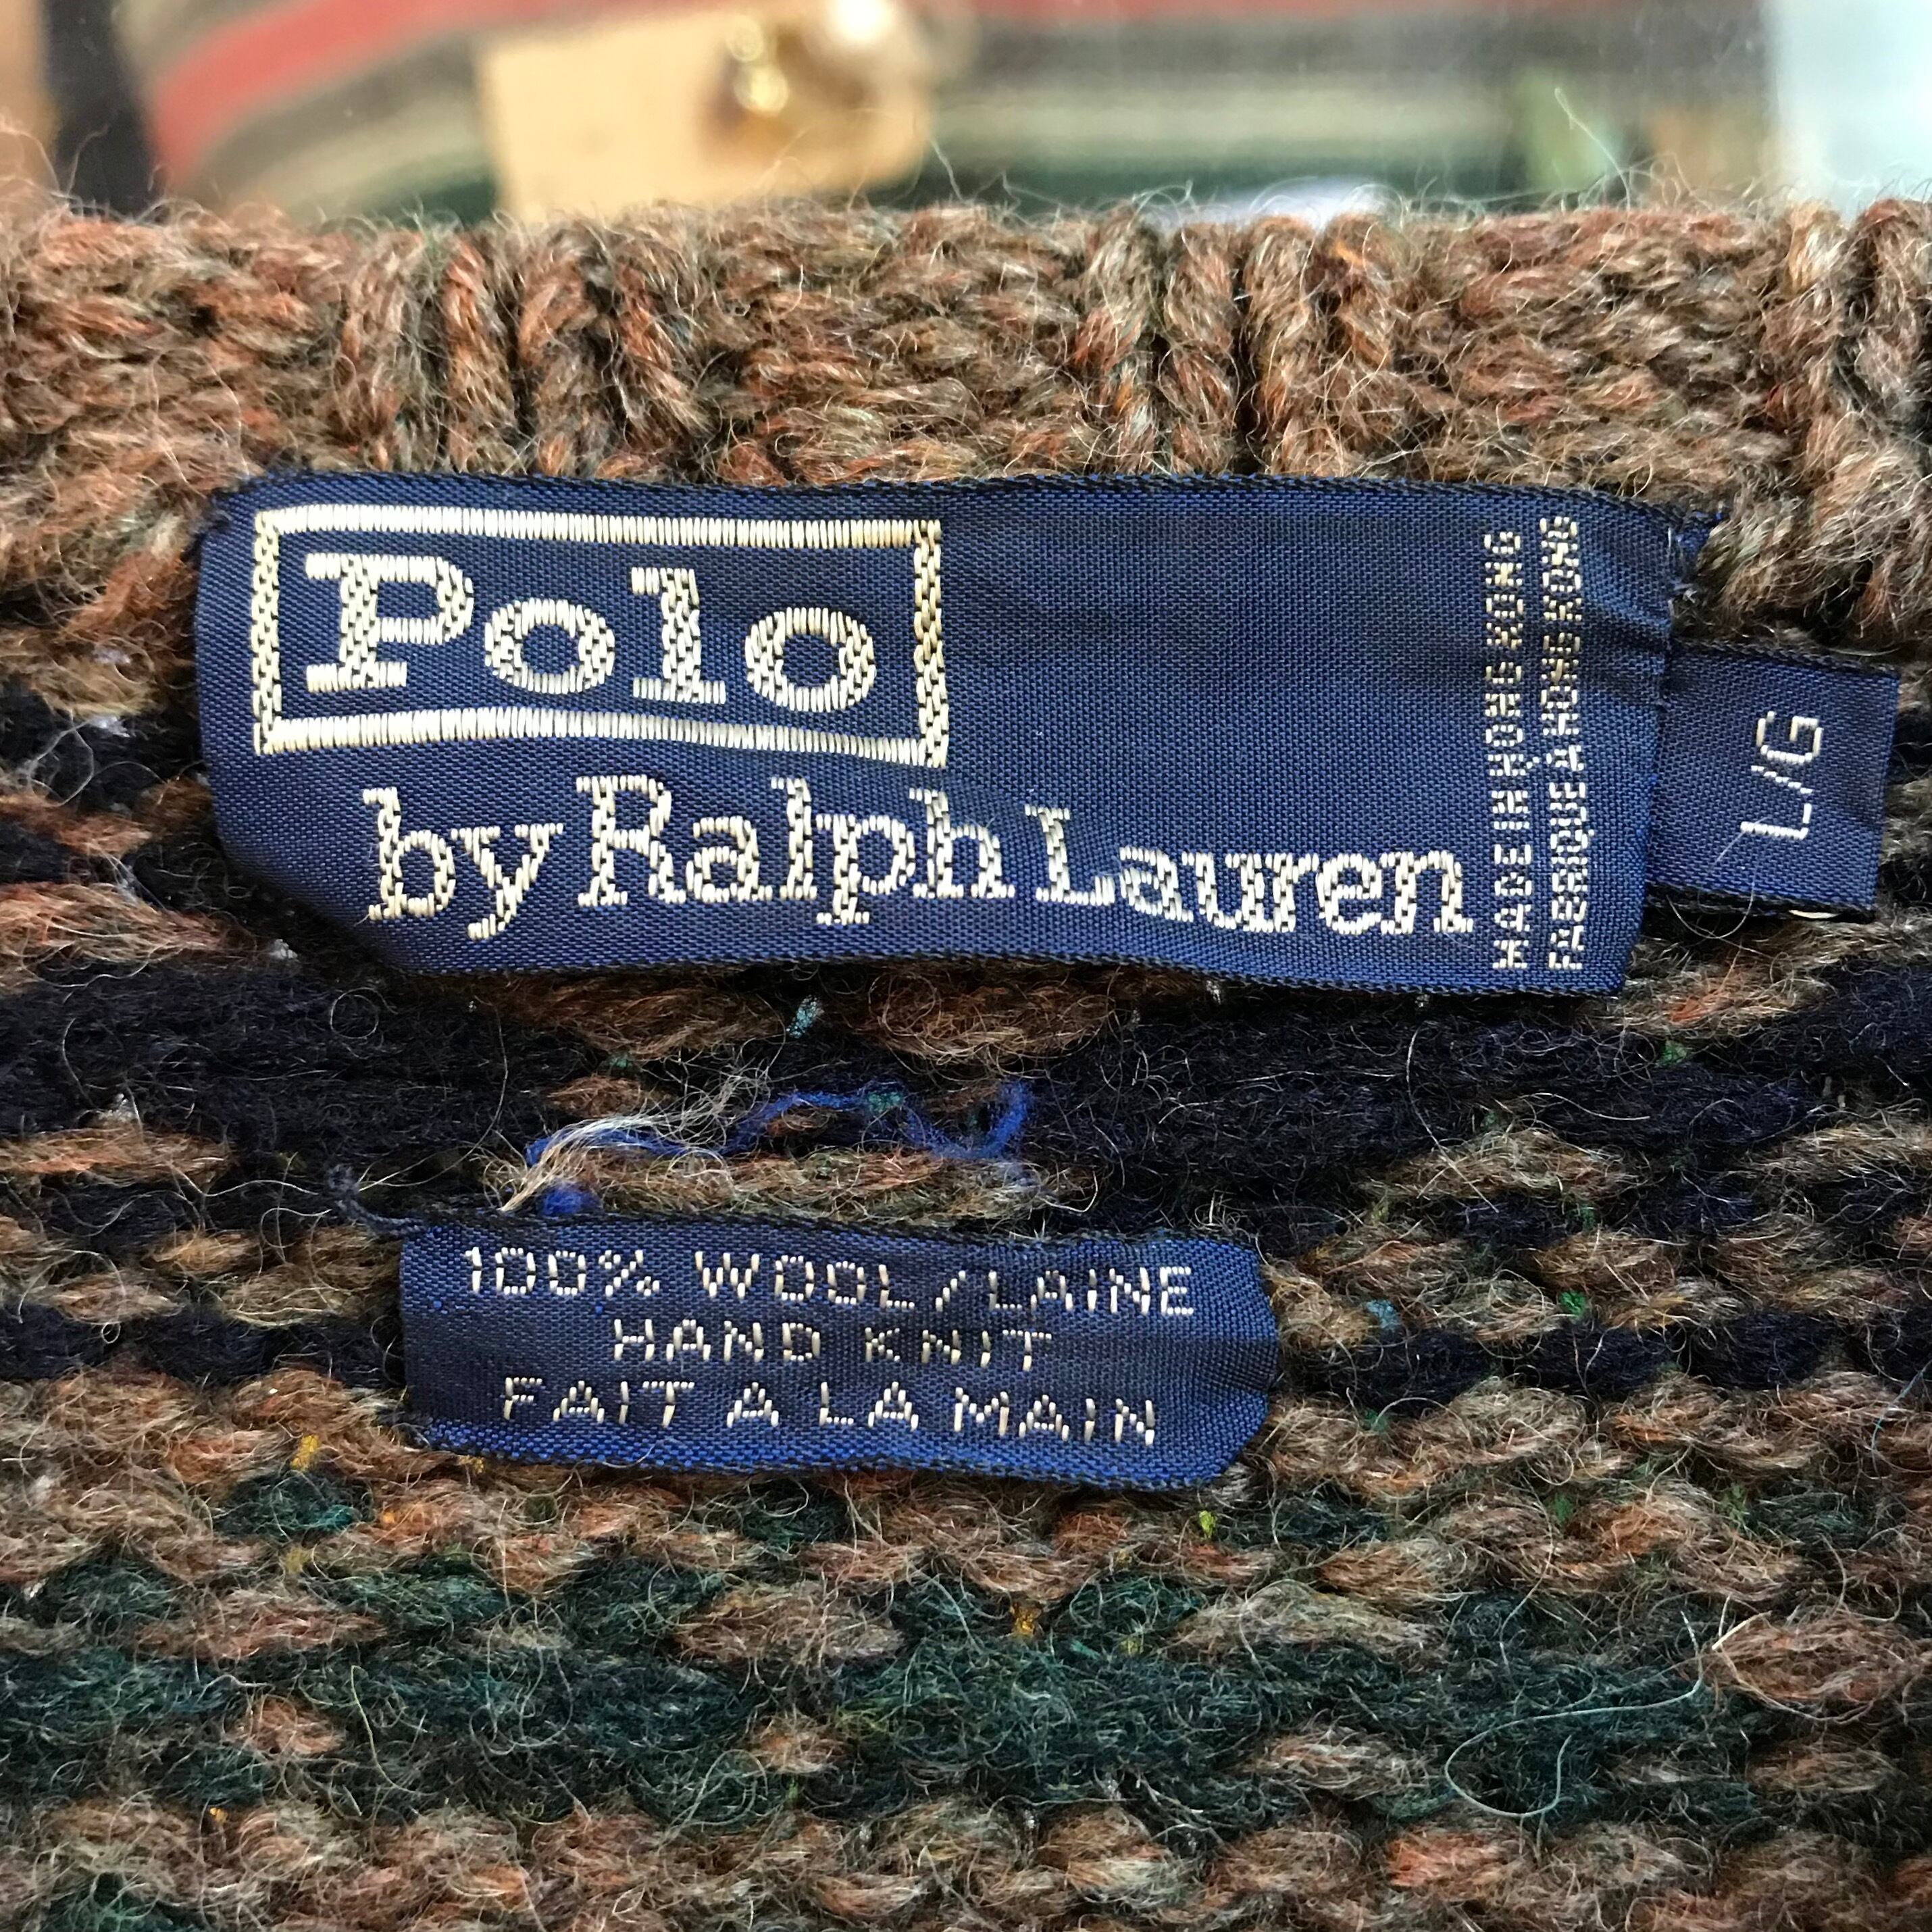 Polo
by Ralph Lauren
MADE IN HONG KONG
FABRIQUE A HONG KONG
L/G
100% WOOL/LAINE
HAND KNIT
FAIT A LA MAIN